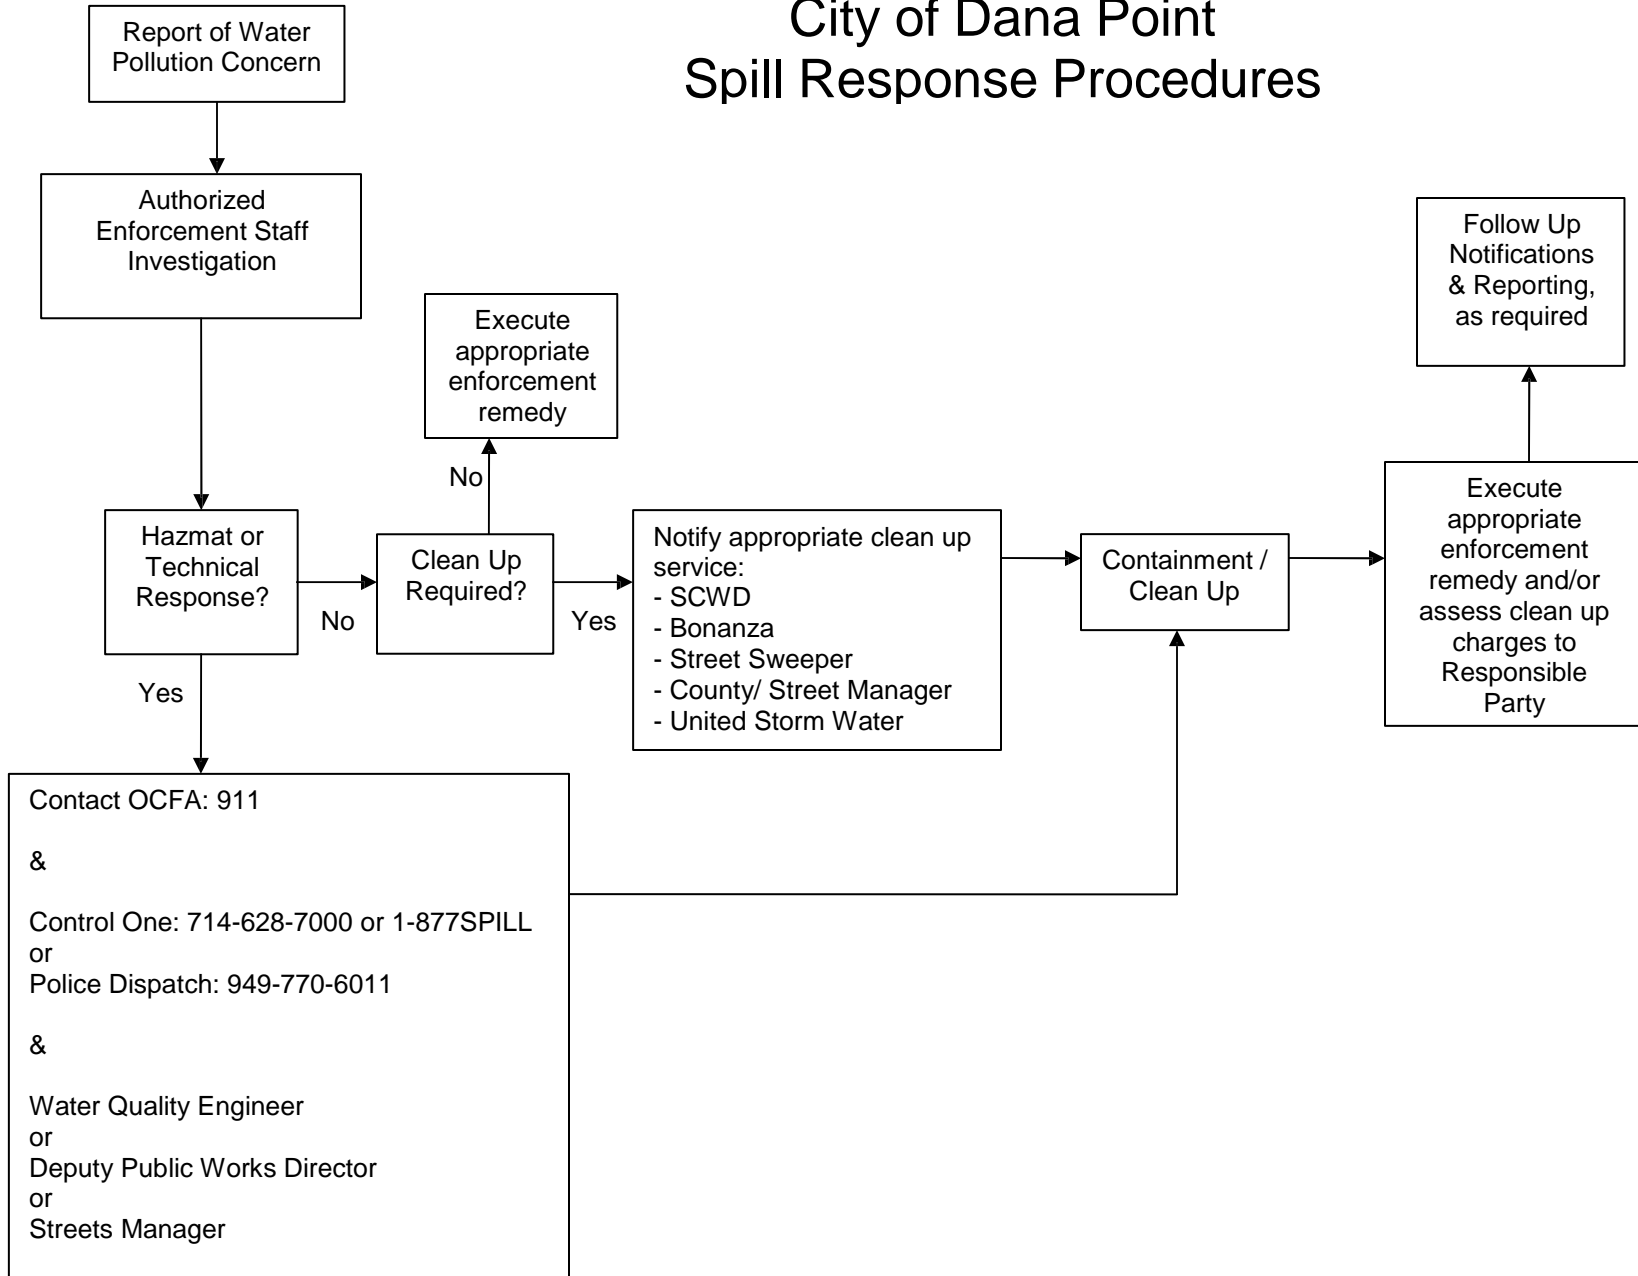 City of Dana Point
Spill Response Procedures
Report of Water
Pollution Concern
Authorized
Enforcement Staff
Investigation
Hazmat or
Technical
Response?
No
Yes
Clean Up
Required?
No
Yes
Execute
appropriate
enforcement
remedy
Notify appropriate clean up
service:
- SCWD
- Bonanza
- Street Sweeper
- County/ Street Manager
- United Storm Water
Containment /
Clean Up
Execute
appropriate
enforcement
remedy and/or
assess clean up
charges to
Responsible
Party
Follow Up
Notifications
& Reporting,
as required
Contact OCFA: 911
&
Control One: 714-628-7000 or 1-877SPILL
or
Police Dispatch: 949-770-6011
&
Water Quality Engineer
or
Deputy Public Works Director
or
Streets Manager